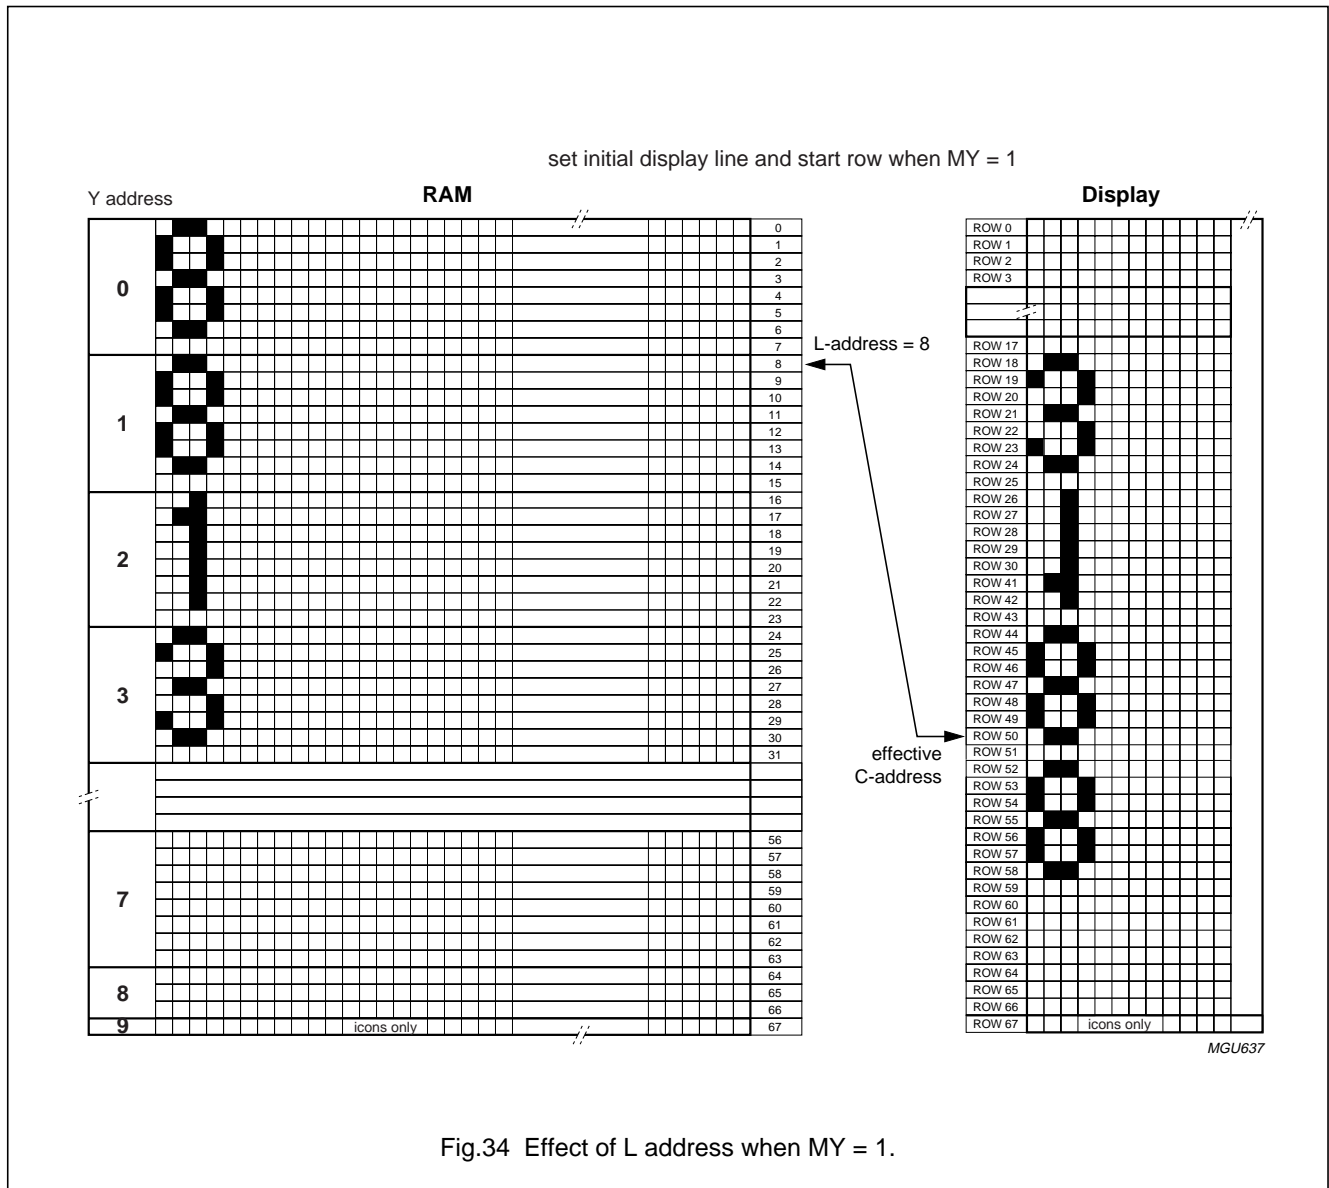 set initial display line and start row when MY = 1
Y address
RAM
Display
0
1
2
3
7
8
9
0
1
2
3
4
5
6
7
8
9
10
11
12
13
14
15
16
17
18
19
20
21
22
23
24
25
26
27
28
29
30
31
56
57
58
59
60
61
62
63
64
65
66
67
icons only
L-address = 8
effective
C-address
ROW 0
ROW 1
ROW 2
ROW 3
ROW 17
ROW 18
ROW 19
ROW 20
ROW 21
ROW 22
ROW 23
ROW 24
ROW 25
ROW 26
ROW 27
ROW 28
ROW 29
ROW 30
ROW 41
ROW 42
ROW 43
ROW 44
ROW 45
ROW 46
ROW 47
ROW 48
ROW 49
ROW 50
ROW 51
ROW 52
ROW 53
ROW 54
ROW 55
ROW 56
ROW 57
ROW 58
ROW 59
ROW 60
ROW 61
ROW 62
ROW 63
ROW 64
ROW 65
ROW 66
ROW 67
icons only
MGU637
Fig.34 Effect of L address when MY = 1.